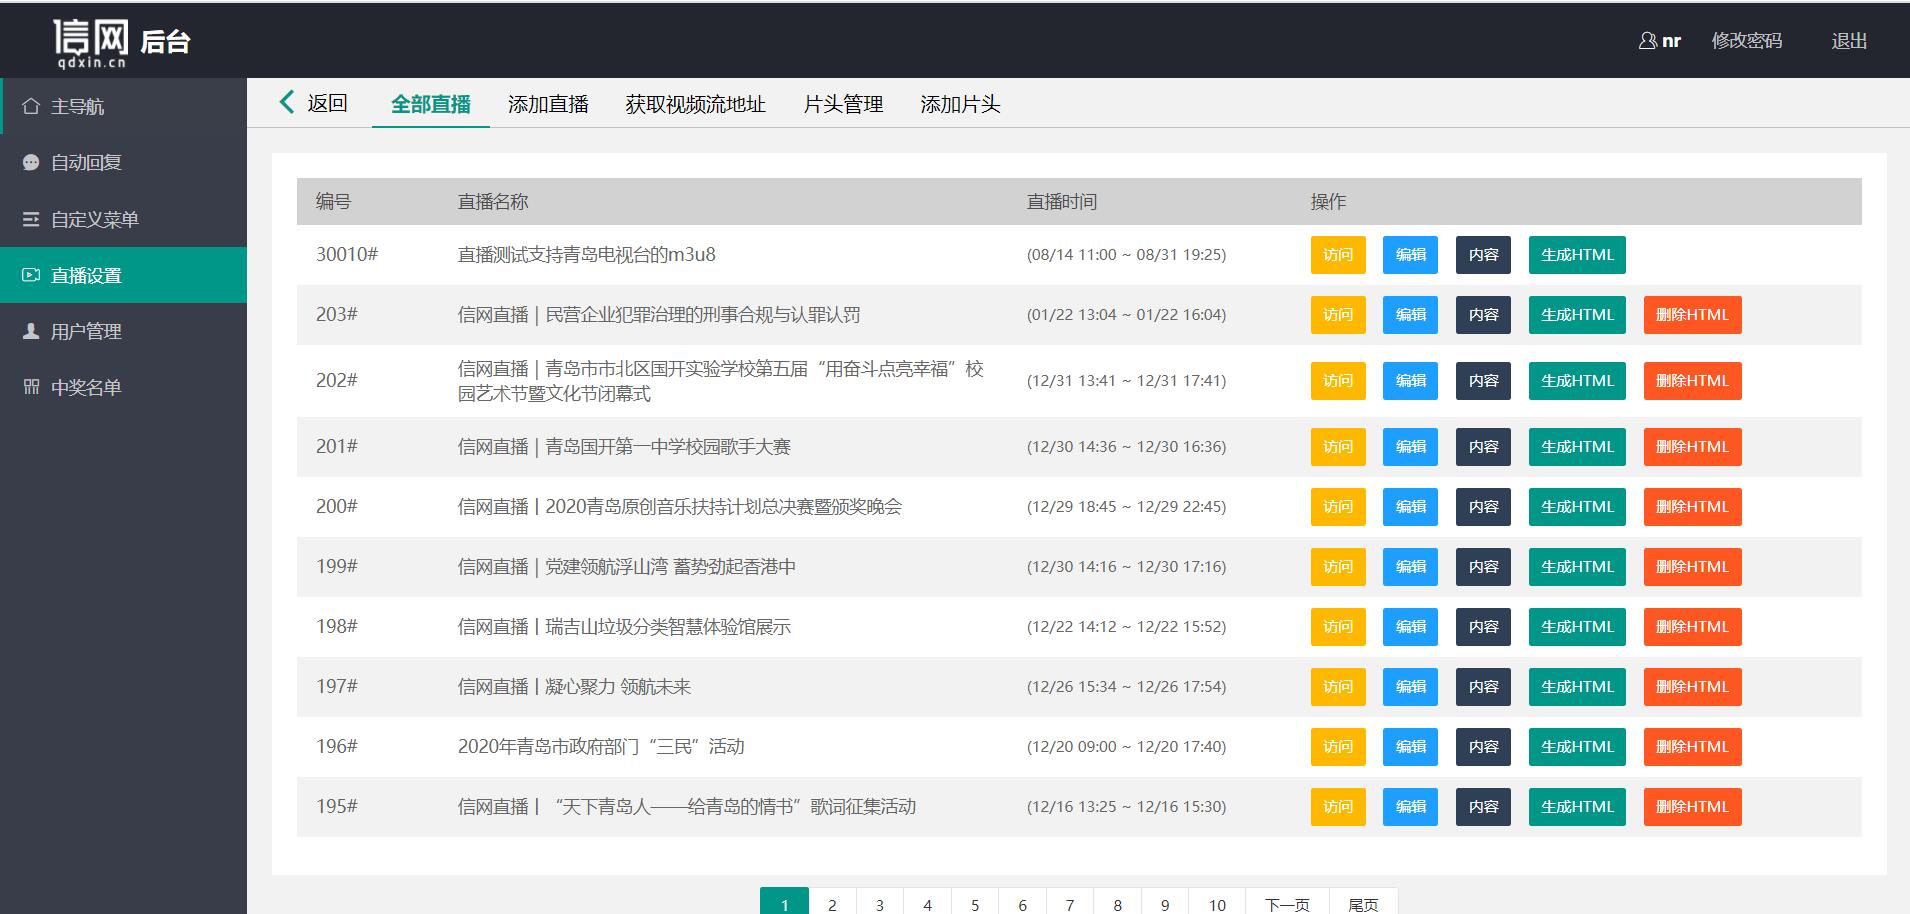 信网 后台
qdxin.cn
nr 修改密码 退出
主导航
自动回复
自定义菜单
直播设置
用户管理
中奖名单
返回 全部直播 添加直播 获取视频流地址 片头管理 添加片头
编号 直播名称 直播时间 操作
30010# 直播测试支持青岛电视台的m3u8 (08/14 11:00 ~ 08/31 19:25) 访问 编辑 内容 生成HTML
203# 信网直播 | 民营企业犯罪治理的刑事合规与认罪认罚 (01/22 13:04 ~ 01/22 16:04) 访问 编辑 内容 生成HTML 删除HTML
202# 信网直播｜青岛市市北区国开实验学校第五届“用奋斗点亮幸福”校
园艺术节暨文化节闭幕式 (12/31 13:41 ~ 12/31 17:41) 访问 编辑 内容 生成HTML 删除HTML
201# 信网直播｜青岛国开第一中学校园歌手大赛 (12/30 14:36 ~ 12/30 16:36) 访问 编辑 内容 生成HTML 删除HTML
200# 信网直播丨2020青岛原创音乐扶持计划总决赛暨颁奖晚会 (12/29 18:45 ~ 12/29 22:45) 访问 编辑 内容 生成HTML 删除HTML
199# 信网直播 | 党建领航浮山湾 蓄势劲起香港中 (12/30 14:16 ~ 12/30 17:16) 访问 编辑 内容 生成HTML 删除HTML
198# 信网直播丨瑞吉山垃圾分类智慧体验馆展示 (12/22 14:12 ~ 12/22 15:52) 访问 编辑 内容 生成HTML 删除HTML
197# 信网直播丨凝心聚力 领航未来 (12/26 15:34 ~ 12/26 17:54) 访问 编辑 内容 生成HTML 删除HTML
196# 2020年青岛市政府部门“三民”活动 (12/20 09:00 ~ 12/20 17:40) 访问 编辑 内容 生成HTML 删除HTML
195# 信网直播丨“天下青岛人——给青岛的情书”歌词征集活动 (12/16 13:25 ~ 12/16 15:30) 访问 编辑 内容 生成HTML 删除HTML
1 2 3 4 5 6 7 8 9 10 下一页 尾页